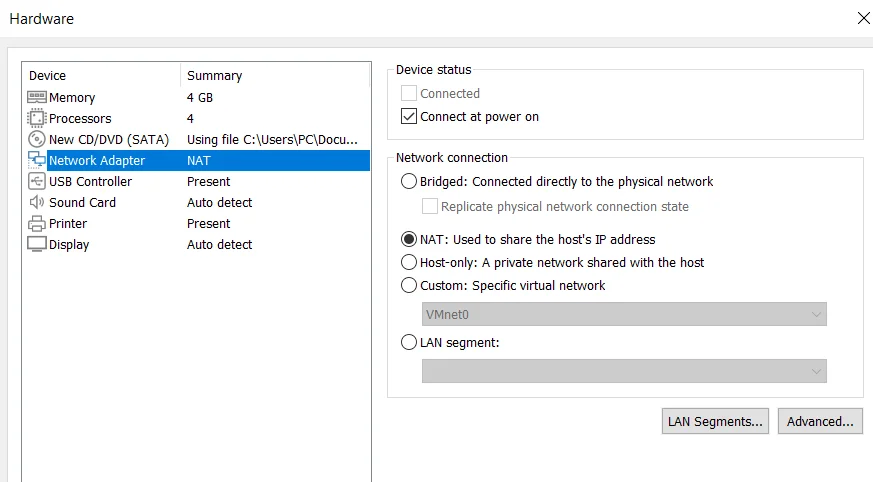 Hardware
Device Summary
Memory 4 GB
Processors 4
New CD/DVD (SATA) Using file C:\Users\PC\Docu...
Network Adapter NAT
USB Controller Present
Sound Card Auto detect
Printer Present
Display Auto detect
Device status
Connected
Connect at power on
Network connection
Bridged: Connected directly to the physical network
Replicate physical network connection state
NAT: Used to share the host's IP address
Host-only: A private network shared with the host
Custom: Specific virtual network
VMnet0
LAN segment:
LAN Segments... Advanced...